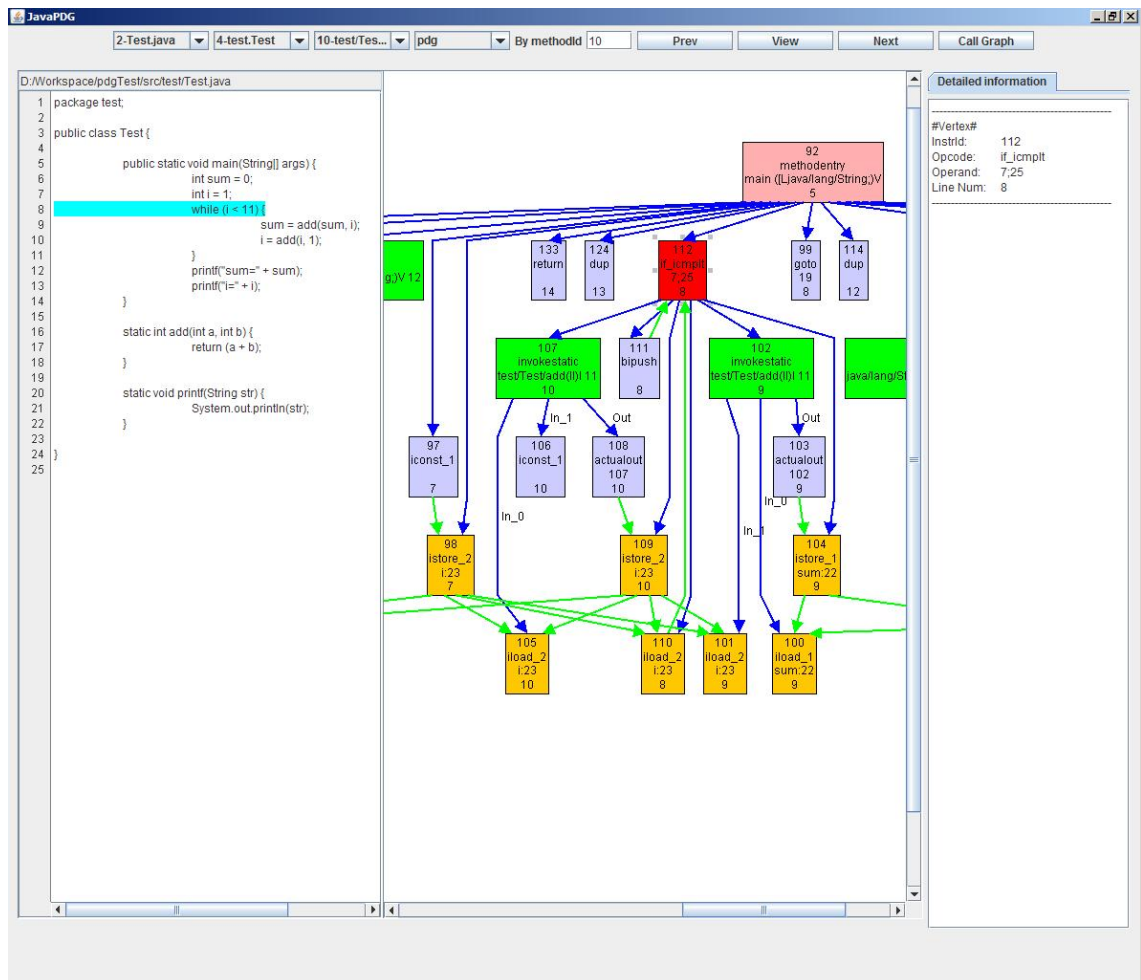 JavaPDG
2-Test.java 4-test.Test 10-test/Tes... pdg By methodId 10 Prev View Next Call Graph
D:/Workspace/pdgTest/src/test/Test.java
1 package test;
2
3 public class Test {
4
5 public static void main(String[] args) {
6 int sum = 0;
7 int i = 1;
8 while (i < 11) {
9 sum = add(sum, i);
10 i = add(i, 1);
11 }
12 printf("sum=" + sum);
13 printf("i=" + i);
14 }
15
16 static int add(int a, int b) {
17 return (a + b);
18 }
19
20 static void printf(String str) {
21 System.out.println(str);
22 }
23
24 }
25
92
methodentry
main ([Ljava/lang/String;)V
5
g;)V 12
133
return
14
124
dup
13
112
if_icmplt
7;25
8
99
goto
19
8
114
dup
12
107
invokestatic
test/Test/add(II)I 11
10
111
bipush
8
102
invokestatic
test/Test/add(II)I 11
9
java/lang/St
In_1
Out
Out
97
iconst_1
7
106
iconst_1
10
108
actualout
107
10
103
actualout
102
9
In_0
In_0
In_1
98
istore_2
i:23
7
109
istore_2
i:23
10
104
istore_1
sum:22
9
105
iload_2
i:23
10
110
iload_2
i:23
8
101
iload_2
i:23
9
100
iload_1
sum:22
9
Detailed information
#Vertex#
InstrId: 112
Opcode: if_icmplt
Operand: 7;25
Line Num: 8